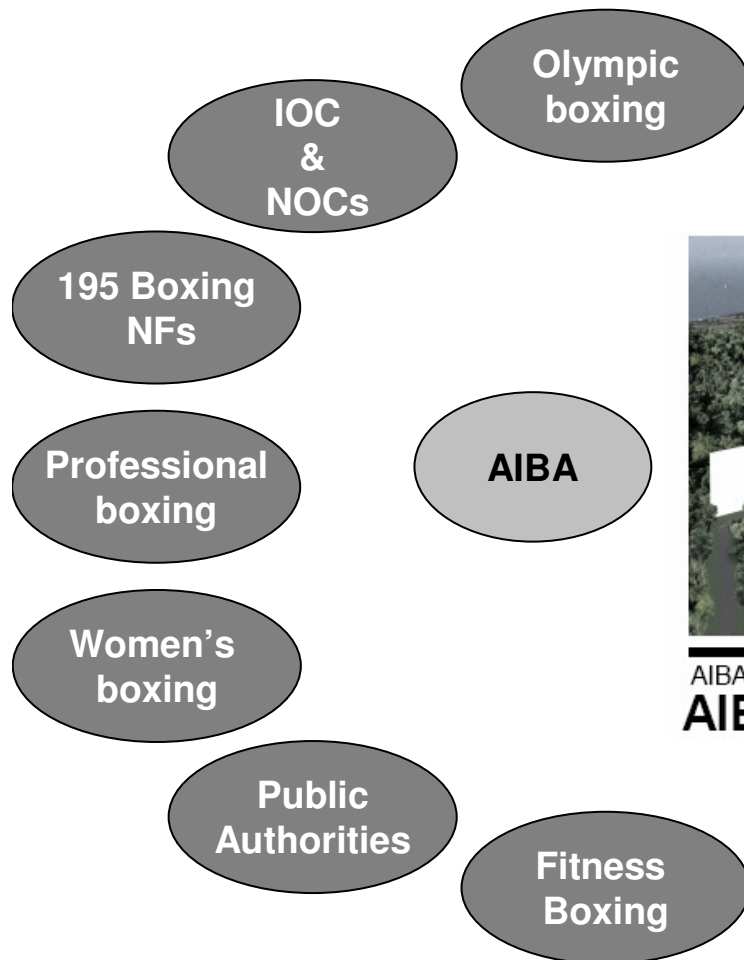 Olympic
boxing
IOC
&
NOCs
195 Boxing
NFs
Professional
boxing
AIBA
Women's
boxing
AIBA
Public
Authorities
Fitness
Boxing